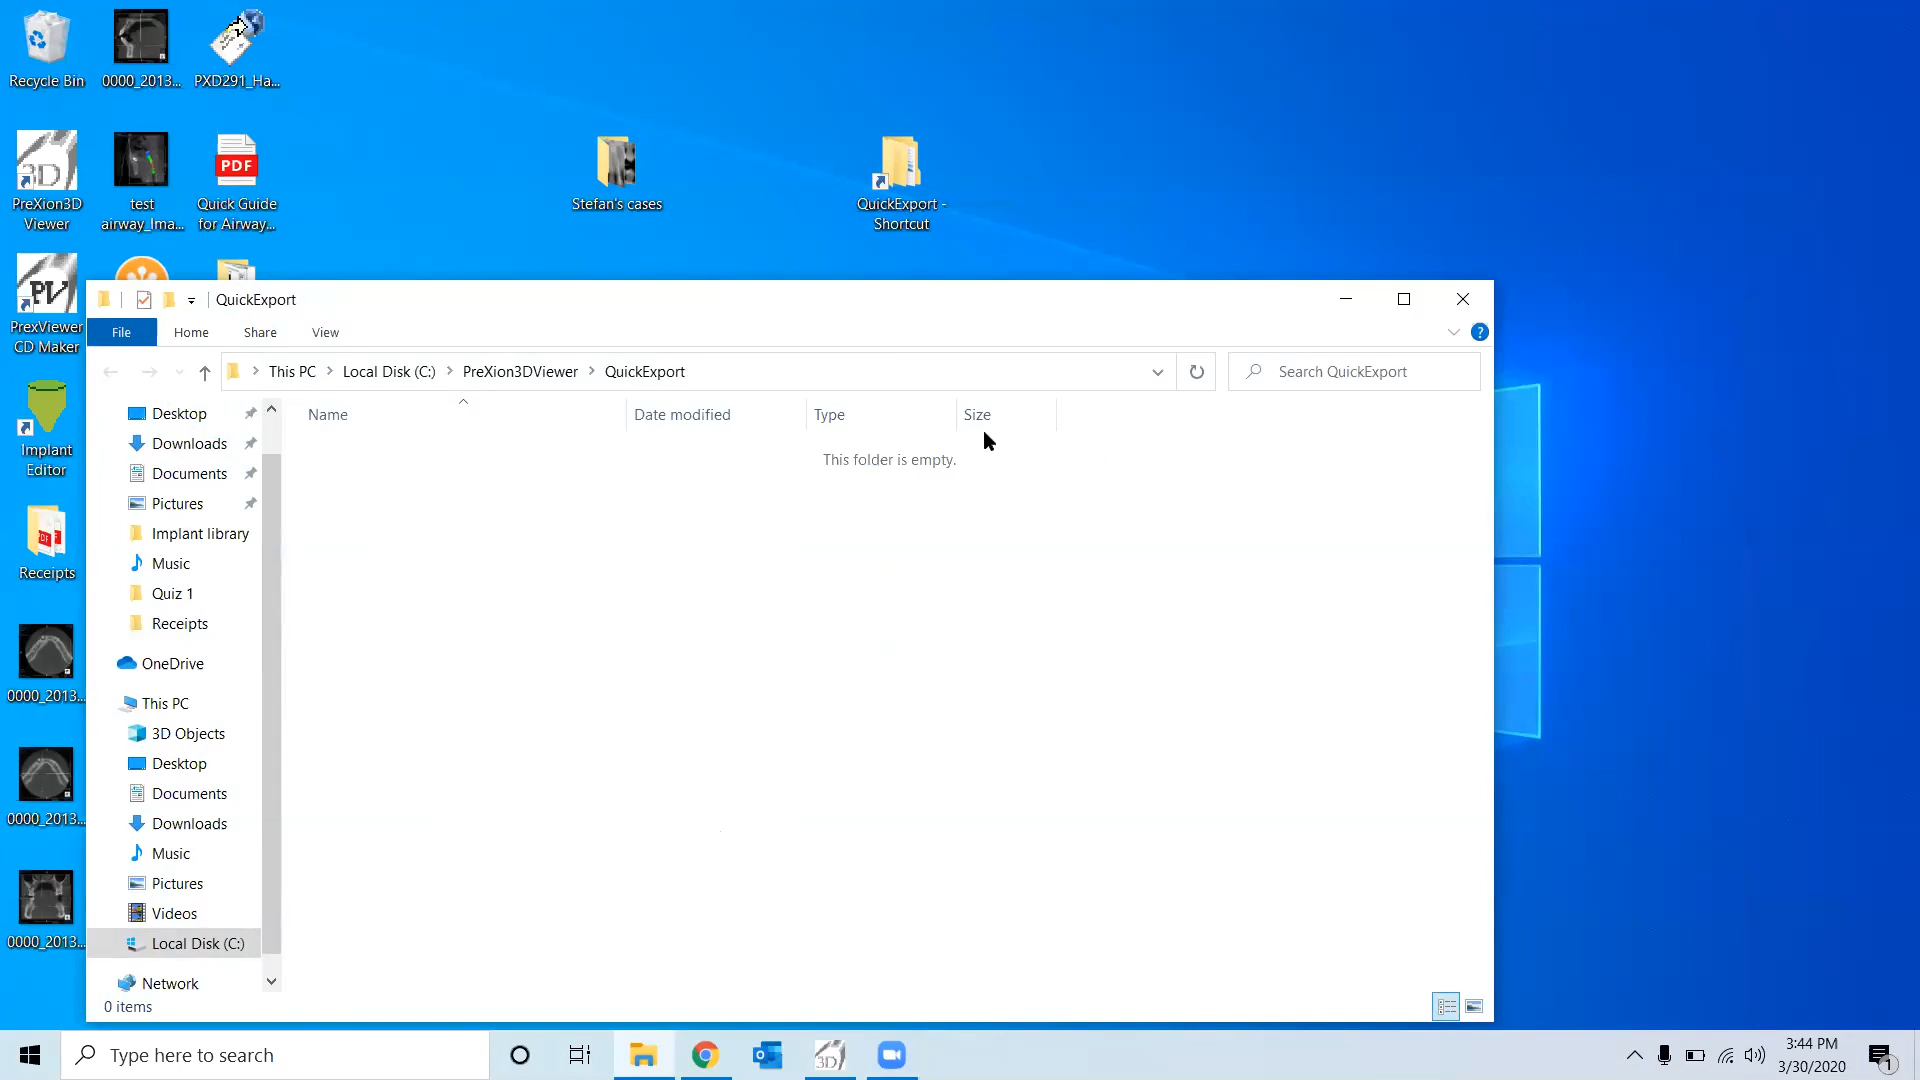 Recycle Bin
0000_2013...
PXD291_Ha...
PreXion3D
Viewer
test
airway_Ima...
PDF
Quick Guide
for Airway...
Stefan's cases
QuickExport -
Shortcut
PrexViewer
CD Maker
Implant
Editor
Receipts
0000_2013...
0000_2013...
0000_2013...
QuickExport
File
Home
Share
View
This PC
Local Disk (C:)
PreXion3DViewer
QuickExport
Search QuickExport
Name
Date modified
Type
Size
This folder is empty.
Desktop
Downloads
Documents
Pictures
Implant library
Music
Quiz 1
Receipts
OneDrive
This PC
3D Objects
Desktop
Documents
Downloads
Music
Pictures
Videos
Local Disk (C:)
Network
0 items
Type here to search
3D
3:44 PM
3/30/2020
1